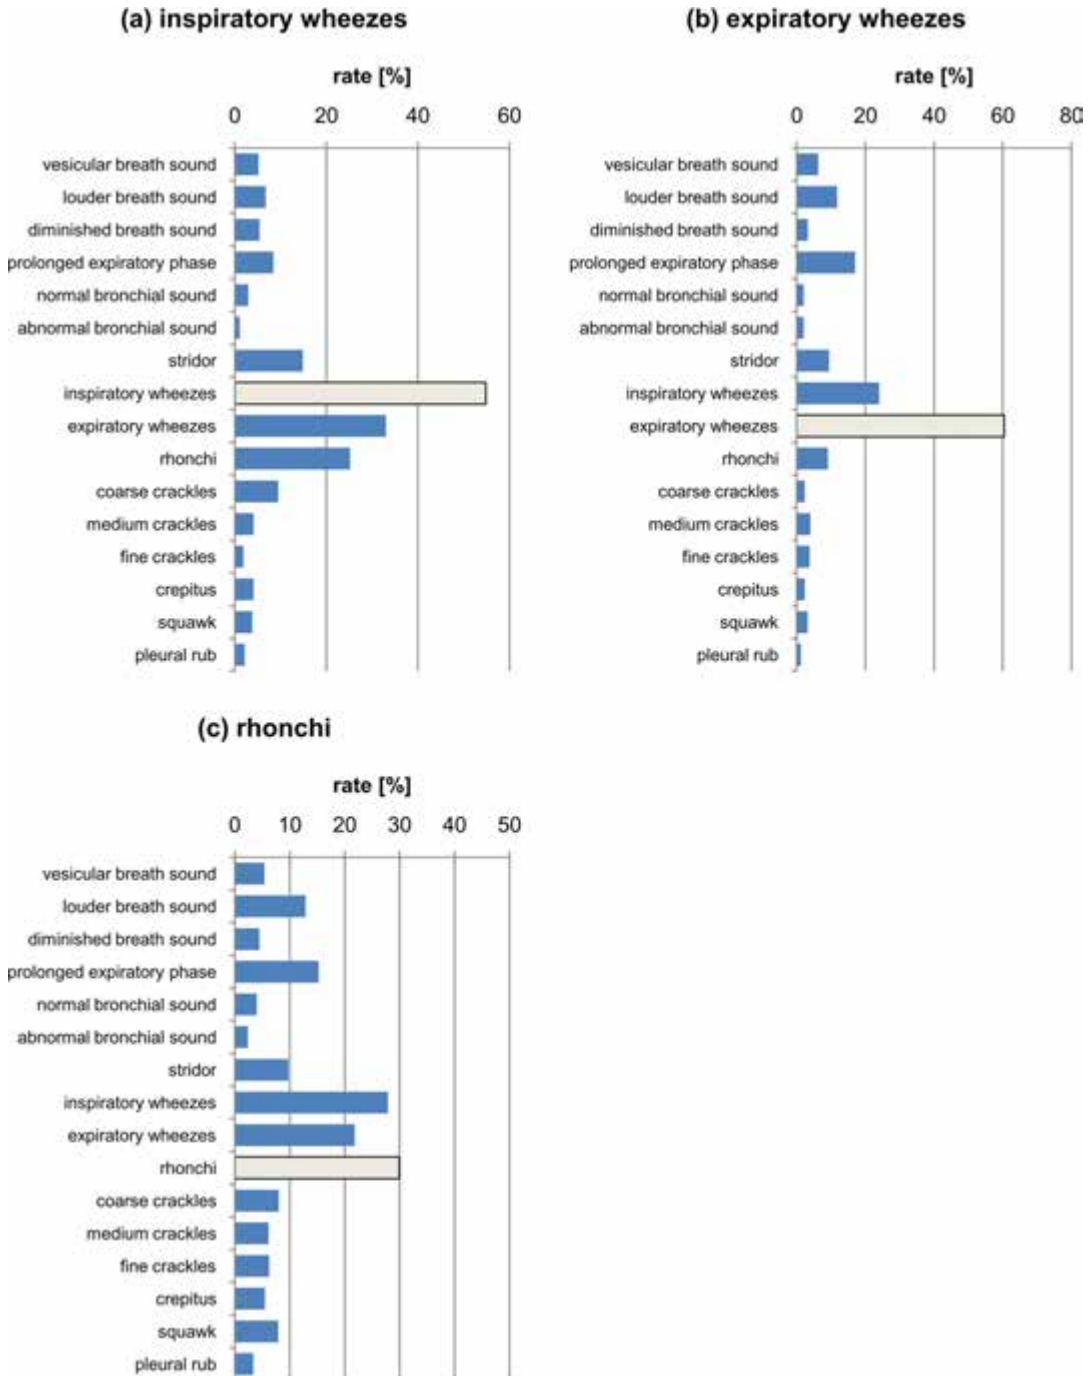 (a) inspiratory wheezes
rate [%]
0 20 40 60
vesicular breath sound
louder breath sound
diminished breath sound
prolonged expiratory phase
normal bronchial sound
abnormal bronchial sound
stridor
inspiratory wheezes
expiratory wheezes
rhonchi
coarse crackles
medium crackles
fine crackles
crepitus
squawk
pleural rub
(b) expiratory wheezes
rate [%]
0 20 40 60 80
vesicular breath sound
louder breath sound
diminished breath sound
prolonged expiratory phase
normal bronchial sound
abnormal bronchial sound
stridor
inspiratory wheezes
expiratory wheezes
rhonchi
coarse crackles
medium crackles
fine crackles
crepitus
squawk
pleural rub
(c) rhonchi
rate [%]
0 10 20 30 40 50
vesicular breath sound
louder breath sound
diminished breath sound
prolonged expiratory phase
normal bronchial sound
abnormal bronchial sound
stridor
inspiratory wheezes
expiratory wheezes
rhonchi
coarse crackles
medium crackles
fine crackles
crepitus
squawk
pleural rub